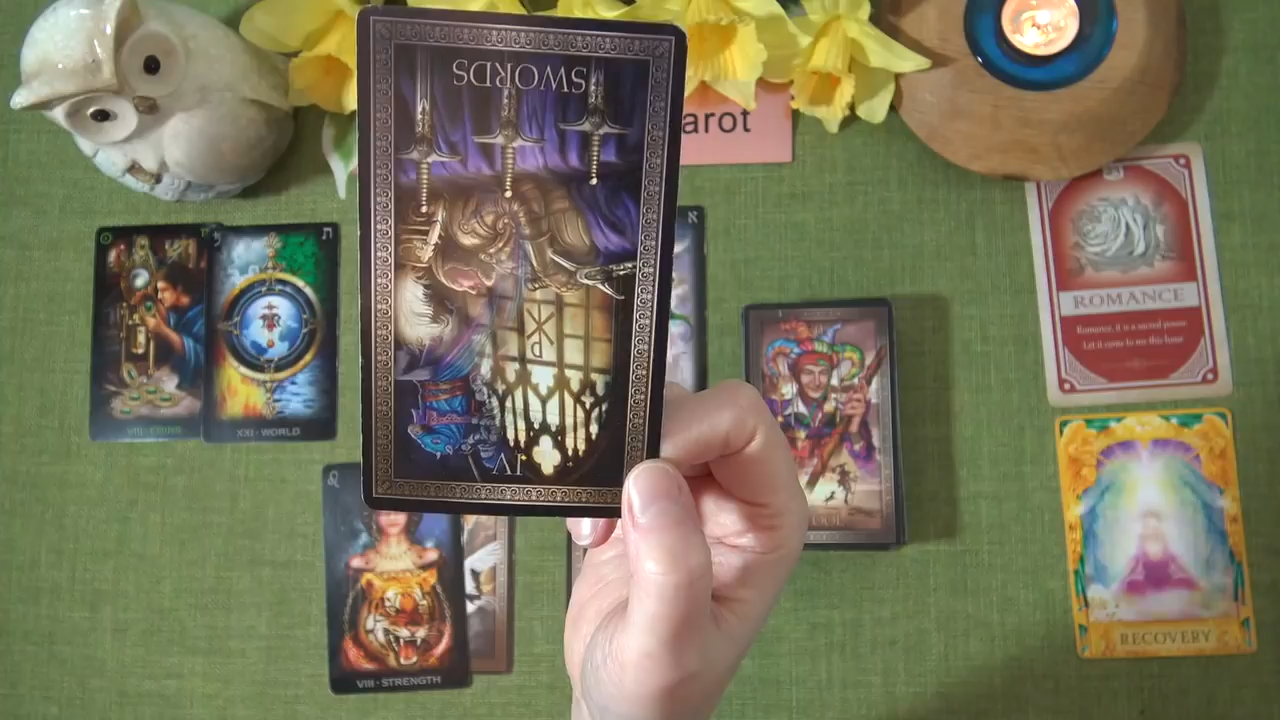 SWORDS
IV
arot
ROMANCE
Romance, it is a sacred power
Let it come to me this hour
VIII · COINS
XXI · WORLD
VIII · STRENGTH
RECOVERY